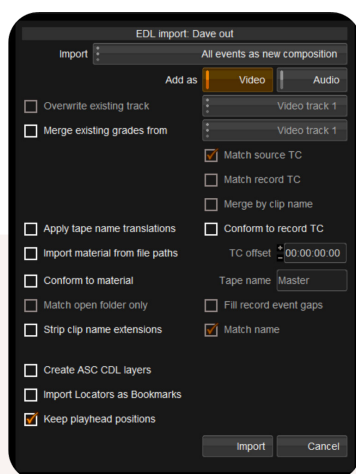 EDL import: Dave out
Import All events as new composition
Add as Video Audio
Overwrite existing track Video track 1
Merge existing grades from Video track 1
Match source TC
Match record TC
Merge by clip name
Apply tape name translations Conform to record TC
Import material from file paths TC offset + - 00:00:00:00
Conform to material Tape name Master
Match open folder only Fill record event gaps
Strip clip name extensions Match name
Create ASC CDL layers
Import Locators as Bookmarks
Keep playhead positions
Import Cancel